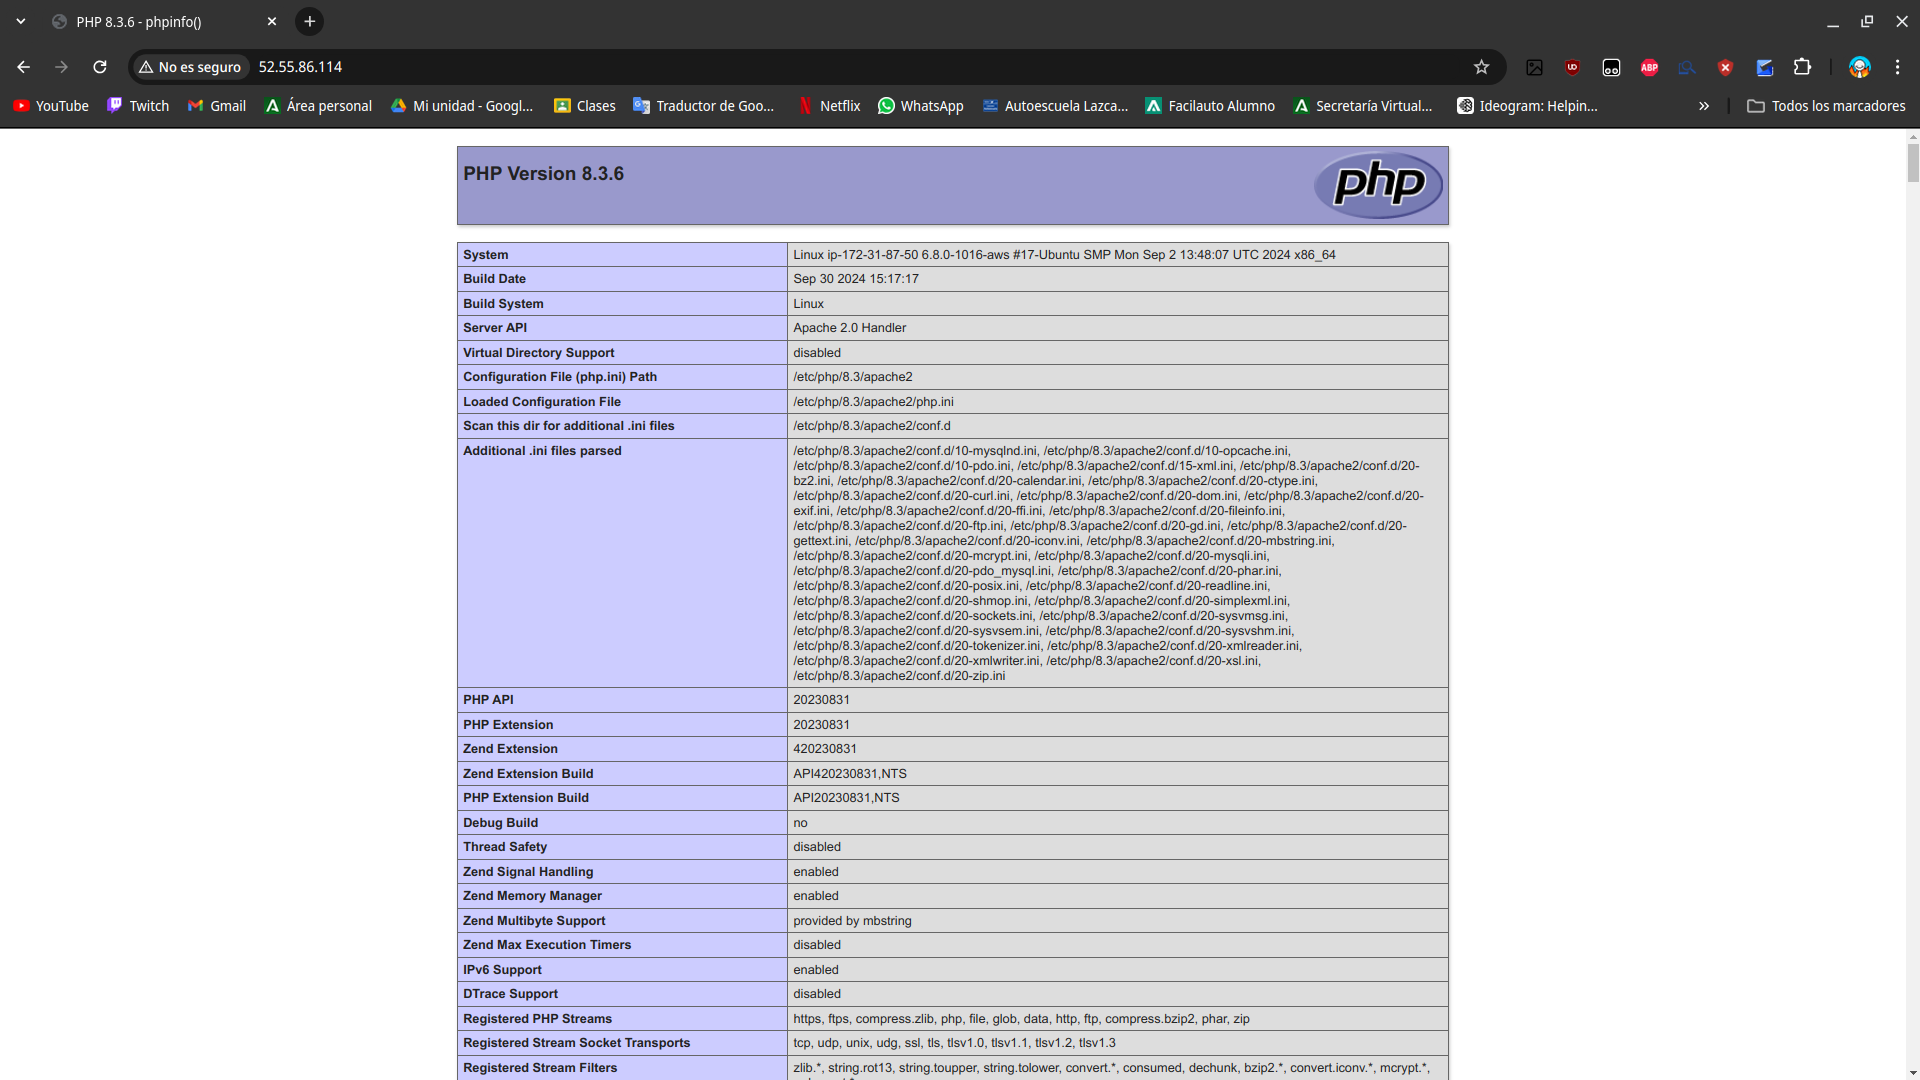 PHP 8.3.6 - phpinfo()
No es seguro 52.55.86.114
YouTube Twitch Gmail Área personal Mi unidad - Googl... Clases Traductor de Goo... Netflix WhatsApp Autoescuela Lazca... Facilauto Alumno Secretaría Virtual... Ideogram: Helpin... » Todos los marcadores
PHP Version 8.3.6
php
System Linux ip-172-31-87-50 6.8.0-1016-aws #17-Ubuntu SMP Mon Sep 2 13:48:07 UTC 2024 x86_64
Build Date Sep 30 2024 15:17:17
Build System Linux
Server API Apache 2.0 Handler
Virtual Directory Support disabled
Configuration File (php.ini) Path /etc/php/8.3/apache2
Loaded Configuration File /etc/php/8.3/apache2/php.ini
Scan this dir for additional .ini files /etc/php/8.3/apache2/conf.d
Additional .ini files parsed /etc/php/8.3/apache2/conf.d/10-mysqlnd.ini, /etc/php/8.3/apache2/conf.d/10-opcache.ini,
/etc/php/8.3/apache2/conf.d/10-pdo.ini, /etc/php/8.3/apache2/conf.d/15-xml.ini, /etc/php/8.3/apache2/conf.d/20-
bz2.ini, /etc/php/8.3/apache2/conf.d/20-calendar.ini, /etc/php/8.3/apache2/conf.d/20-ctype.ini,
/etc/php/8.3/apache2/conf.d/20-curl.ini, /etc/php/8.3/apache2/conf.d/20-dom.ini, /etc/php/8.3/apache2/conf.d/20-
exif.ini, /etc/php/8.3/apache2/conf.d/20-ffi.ini, /etc/php/8.3/apache2/conf.d/20-fileinfo.ini,
/etc/php/8.3/apache2/conf.d/20-ftp.ini, /etc/php/8.3/apache2/conf.d/20-gd.ini, /etc/php/8.3/apache2/conf.d/20-
gettext.ini, /etc/php/8.3/apache2/conf.d/20-iconv.ini, /etc/php/8.3/apache2/conf.d/20-mbstring.ini,
/etc/php/8.3/apache2/conf.d/20-mcrypt.ini, /etc/php/8.3/apache2/conf.d/20-mysqli.ini,
/etc/php/8.3/apache2/conf.d/20-pdo_mysql.ini, /etc/php/8.3/apache2/conf.d/20-phar.ini,
/etc/php/8.3/apache2/conf.d/20-posix.ini, /etc/php/8.3/apache2/conf.d/20-readline.ini,
/etc/php/8.3/apache2/conf.d/20-shmop.ini, /etc/php/8.3/apache2/conf.d/20-simplexml.ini,
/etc/php/8.3/apache2/conf.d/20-sockets.ini, /etc/php/8.3/apache2/conf.d/20-sysvmsg.ini,
/etc/php/8.3/apache2/conf.d/20-sysvsem.ini, /etc/php/8.3/apache2/conf.d/20-sysvshm.ini,
/etc/php/8.3/apache2/conf.d/20-tokenizer.ini, /etc/php/8.3/apache2/conf.d/20-xmlreader.ini,
/etc/php/8.3/apache2/conf.d/20-xmlwriter.ini, /etc/php/8.3/apache2/conf.d/20-xsl.ini,
/etc/php/8.3/apache2/conf.d/20-zip.ini
PHP API 20230831
PHP Extension 20230831
Zend Extension 420230831
Zend Extension Build API420230831,NTS
PHP Extension Build API20230831,NTS
Debug Build no
Thread Safety disabled
Zend Signal Handling enabled
Zend Memory Manager enabled
Zend Multibyte Support provided by mbstring
Zend Max Execution Timers disabled
IPv6 Support enabled
DTrace Support disabled
Registered PHP Streams https, ftps, compress.zlib, php, file, glob, data, http, ftp, compress.bzip2, phar, zip
Registered Stream Socket Transports tcp, udp, unix, udg, ssl, tls, tlsv1.0, tlsv1.1, tlsv1.2, tlsv1.3
Registered Stream Filters zlib.*, string.rot13, string.toupper, string.tolower, convert.*, consumed, dechunk, bzip2.*, convert.iconv.*, mcrypt.*,